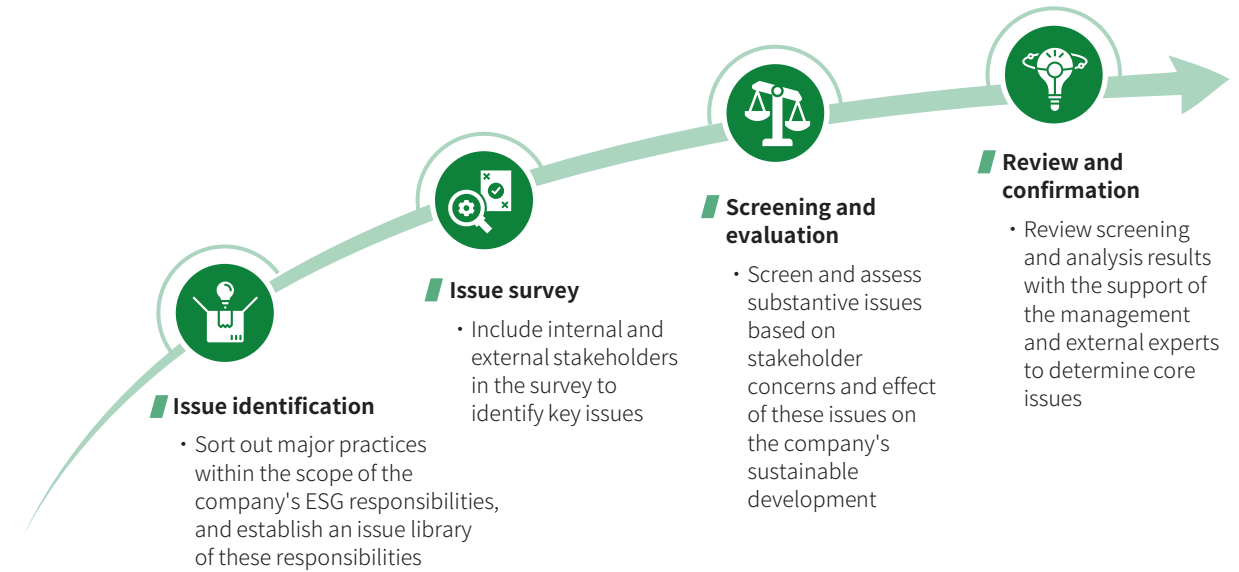 Issue identification
· Sort out major practices
within the scope of the
company's ESG responsibilities,
and establish an issue library
of these responsibilities
Issue survey
· Include internal and
external stakeholders
in the survey to
identify key issues
Screening and
evaluation
· Screen and assess
substantive issues
based on
stakeholder
concerns and effect
of these issues on
the company's
sustainable
development
Review and
confirmation
· Review screening
and analysis results
with the support of
the management
and external experts
to determine core
issues